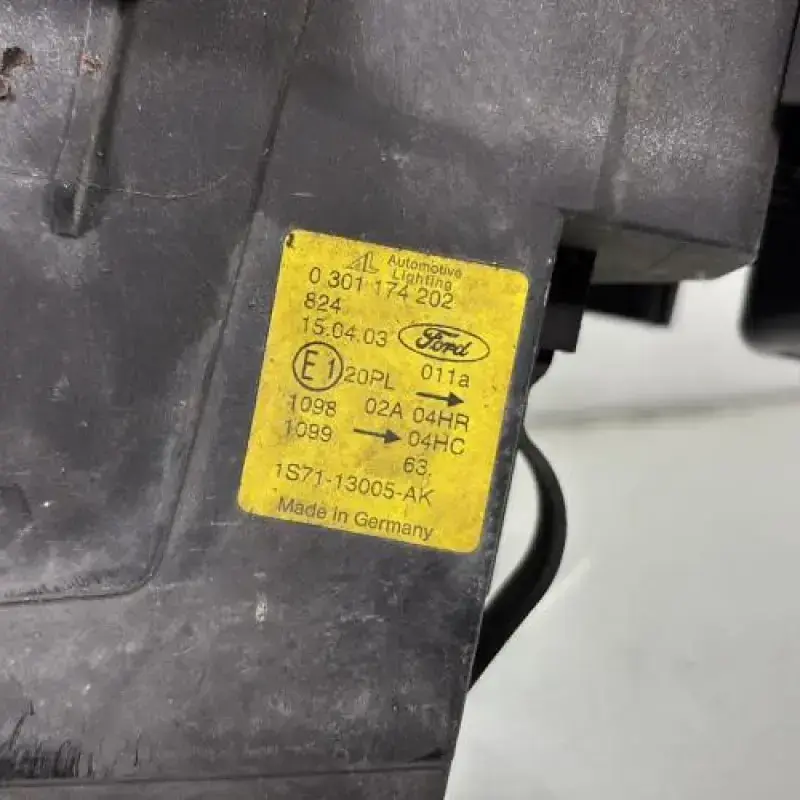 AL Automotive
Lighting
0 301 174 202
824
15.04.03 Ford
E1 20PL 011a
1098 02A 04HR
1099 04HC
63.
1S71-13005-AK
Made in Germany